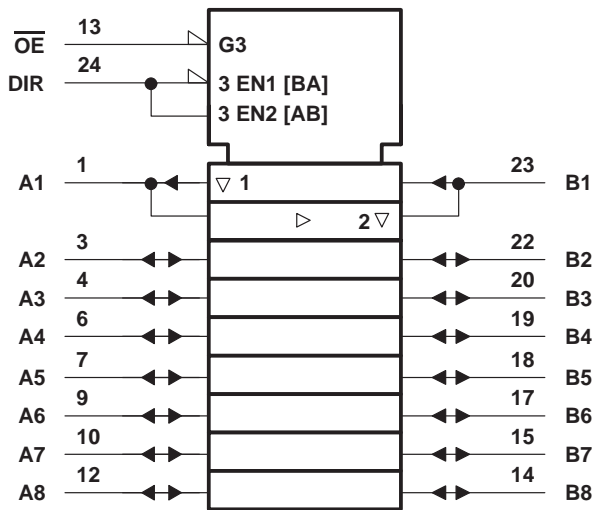 OE 13 G3
DIR 24 3 EN1 [BA]
3 EN2 [AB]
A1 1 ▽ 1 23 B1
▷ 2 ▽
A2 3 22 B2
A3 4 20 B3
A4 6 19 B4
A5 7 18 B5
A6 9 17 B6
A7 10 15 B7
A8 12 14 B8